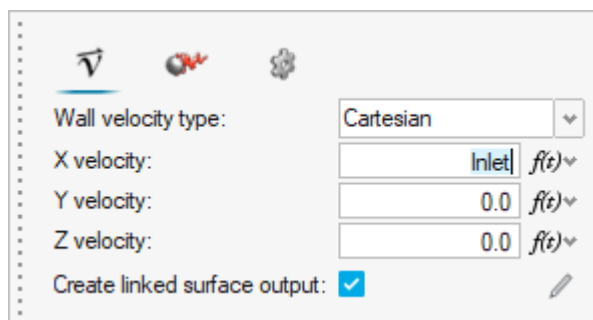 V
Wall velocity type: Cartesian
X velocity: Inlet f(t)
Y velocity: 0.0 f(t)
Z velocity: 0.0 f(t)
Create linked surface output: